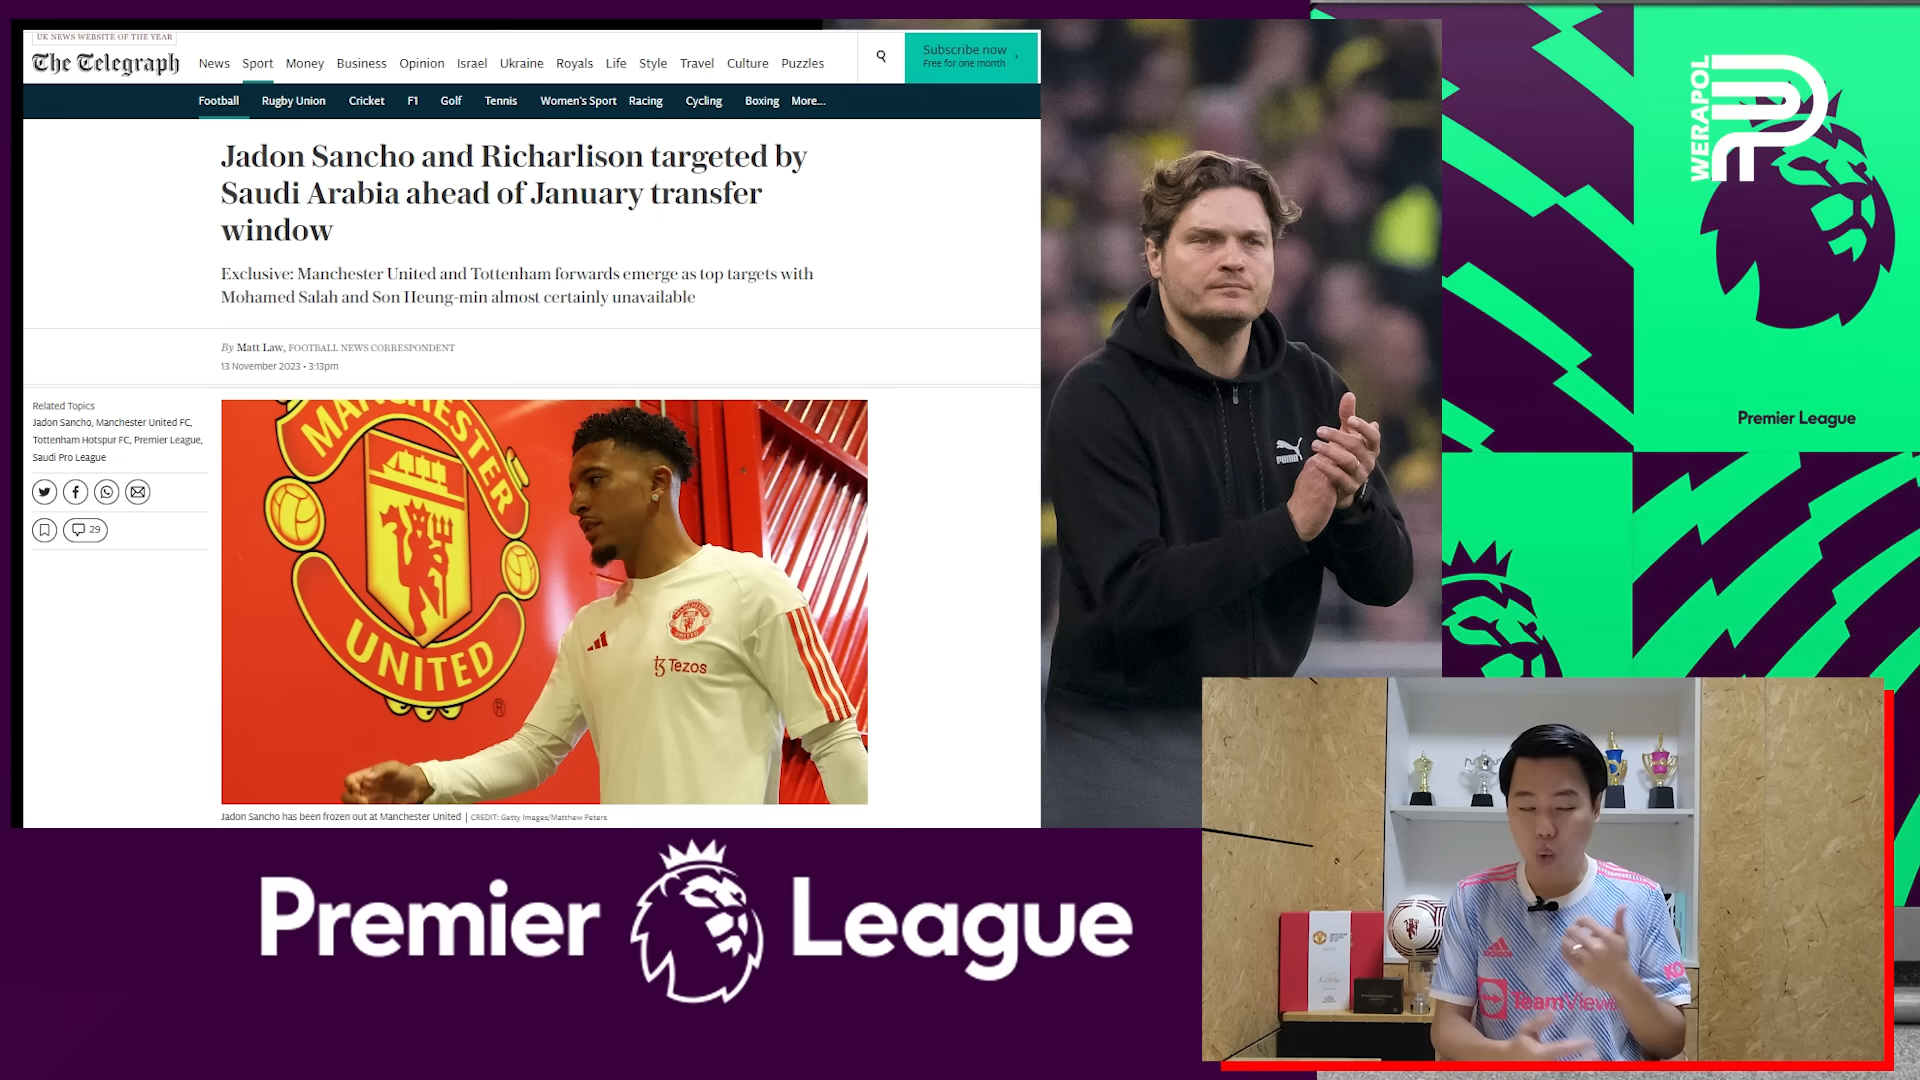 UK NEWS WEBSITE OF THE YEAR
The Telegraph
News Sport Money Business Opinion Israel Ukraine Royals Life Style Travel Culture Puzzles
Subscribe now
Free for one month
Football Rugby Union Cricket F1 Golf Tennis Women's Sport Racing Cycling Boxing More...
Jadon Sancho and Richarlison targeted by
Saudi Arabia ahead of January transfer
window
Exclusive: Manchester United and Tottenham forwards emerge as top targets with
Mohamed Salah and Son Heung-min almost certainly unavailable
By Matt Law, FOOTBALL NEWS CORRESPONDENT
13 November 2023 • 3:13pm
Related Topics
Jadon Sancho, Manchester United FC,
Tottenham Hotspur FC, Premier League,
Saudi Pro League
29
MANCHESTER
UNITED
®
Tezos
Jadon Sancho has been frozen out at Manchester United | CREDIT: Getty Images/Matthew Peters
PUMA
WERAPOL
Premier League
Premier League
adidas
TeamView
KO